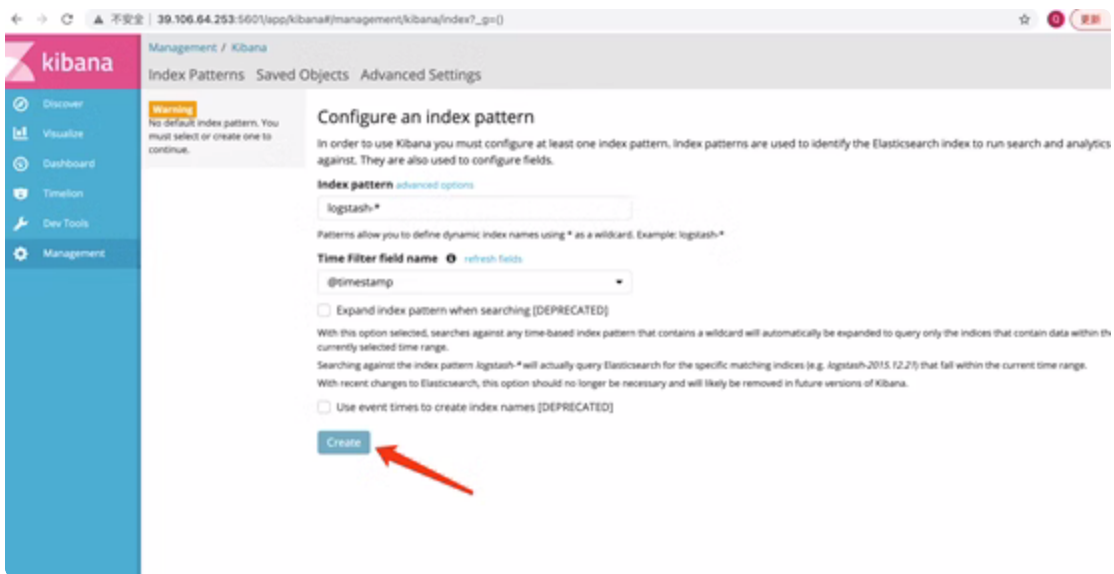 不安全 39.106.64.253:5601/app/kibana#/management/kibana/index?_g=()
Q 更新
kibana
Management / Kibana
Index Patterns Saved Objects Advanced Settings
Discover
Visualize
Dashboard
Timelion
Dev Tools
Management
Warning
No default index pattern. You
must select or create one to
continue.
Configure an index pattern
In order to use Kibana you must configure at least one index pattern. Index patterns are used to identify the Elasticsearch index to run search and analytics
against. They are also used to configure fields.
Index pattern advanced options
logstash-*
Patterns allow you to define dynamic index names using * as a wildcard. Example: logstash-*
Time Filter field name refresh fields
@timestamp
Expand index pattern when searching [DEPRECATED]
With this option selected, searches against any time-based index pattern that contains a wildcard will automatically be expanded to query only the indices that contain data within the
currently selected time range.
Searching against the index pattern logstash-* will actually query Elasticsearch for the specific matching indices (e.g. logstash-2015.12.21) that fall within the current time range.
With recent changes to Elasticsearch, this option should no longer be necessary and will likely be removed in future versions of Kibana.
Use event times to create index names [DEPRECATED]
Create